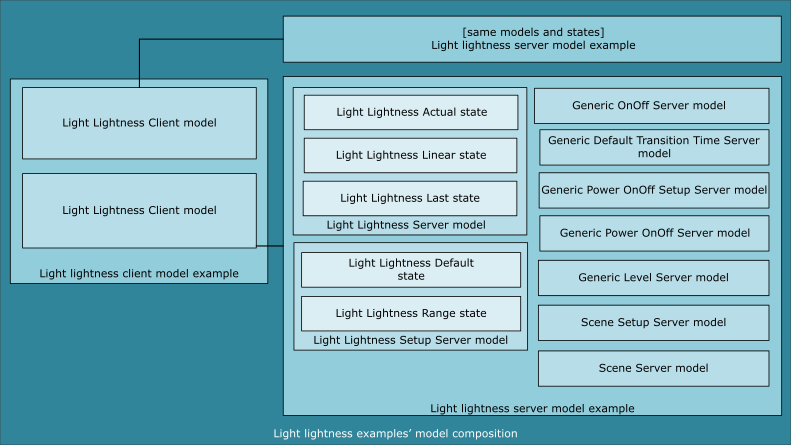 [same models and states]
Light lightness server model example
Light Lightness Client model
Light Lightness Client model
Light lightness client model example
Light Lightness Actual state
Light Lightness Linear state
Light Lightness Last state
Light Lightness Server model
Light Lightness Default
state
Light Lightness Range state
Light Lightness Setup Server model
Generic OnOff Server model
Generic Default Transition Time Server
model
Generic Power OnOff Setup Server model
Generic Power OnOff Server model
Generic Level Server model
Scene Setup Server model
Scene Server model
Light lightness server model example
Light lightness examples’ model composition